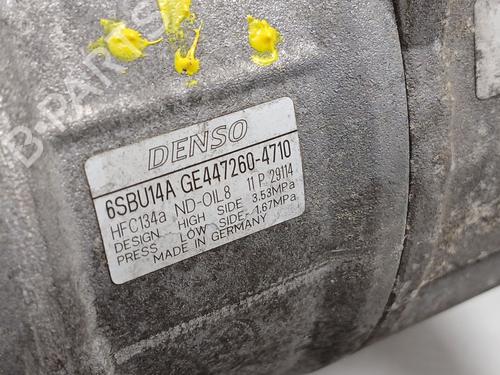 B-PARTS
DENSO
6SBU14A GE447260-4710
HFC134a ND-OIL8 11 P 29114
DESIGN HIGH SIDE 3.53MPa
PRESS LOW SIDE 1.67MPa
MADE IN GERMANY